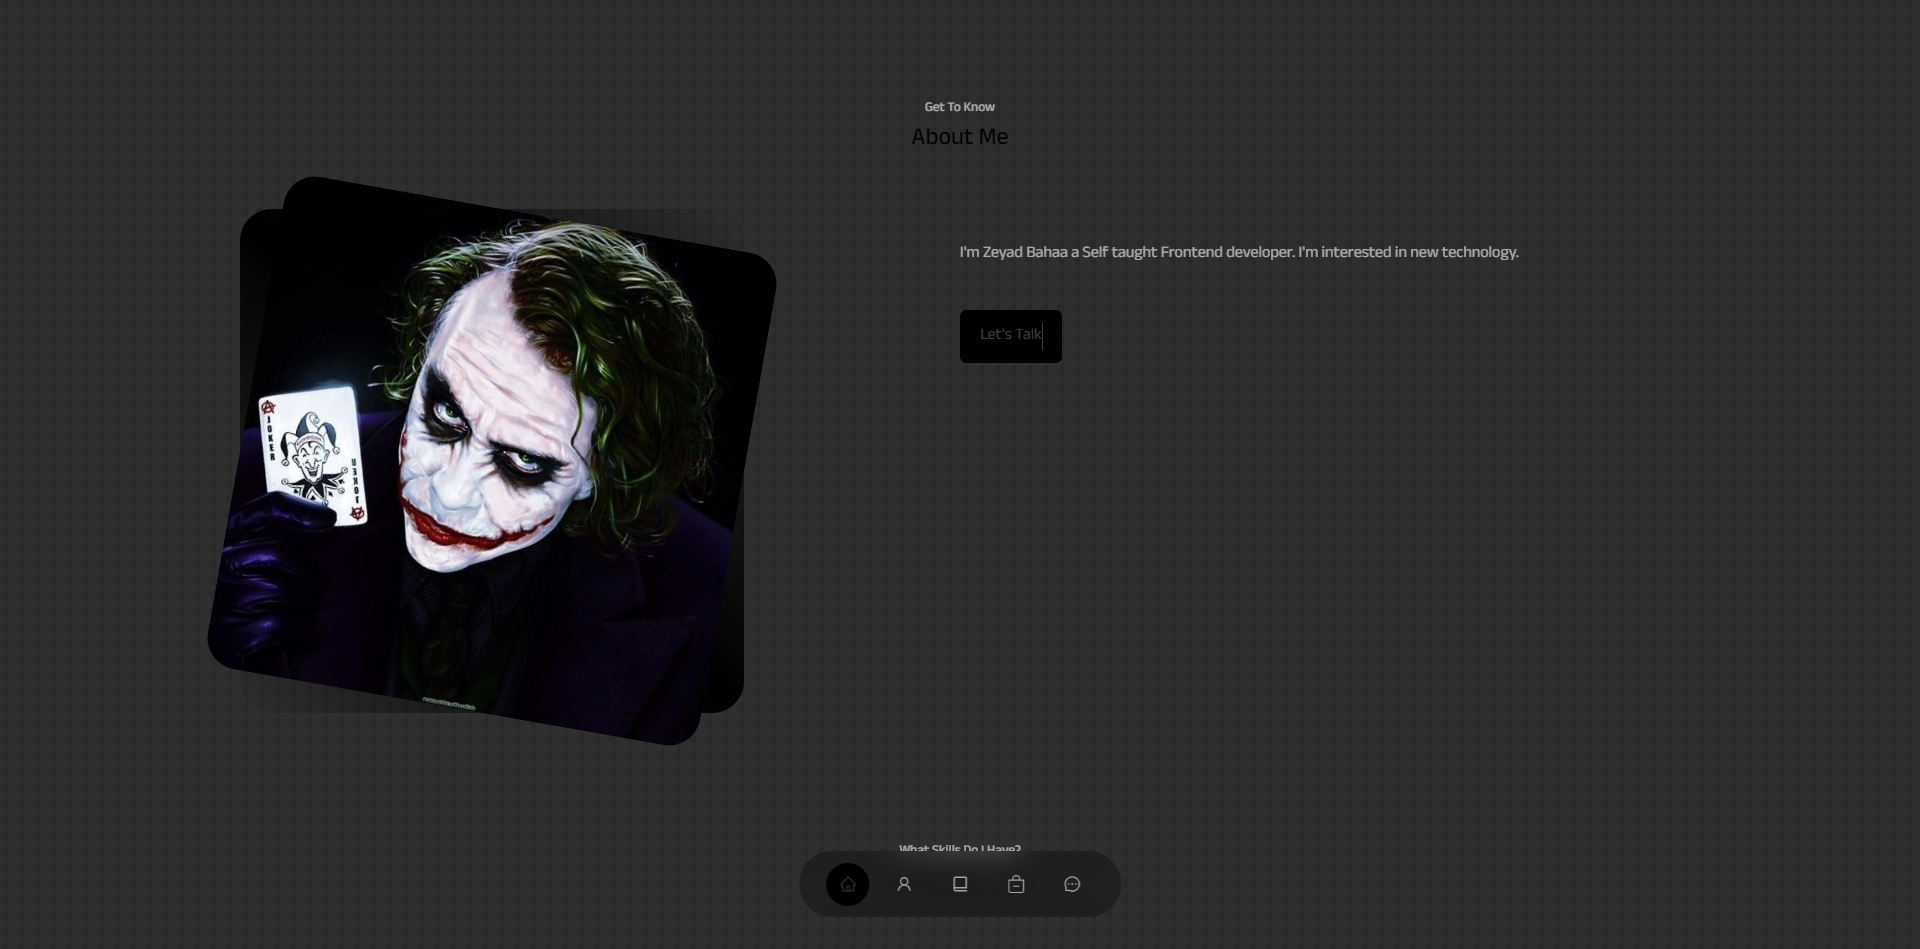 Get To Know
About Me
I'm Zeyad Bahaa a Self taught Frontend developer. I'm interested in new technology.
Let's Talk
JOKER
JOKER
What Skills Do I Have?